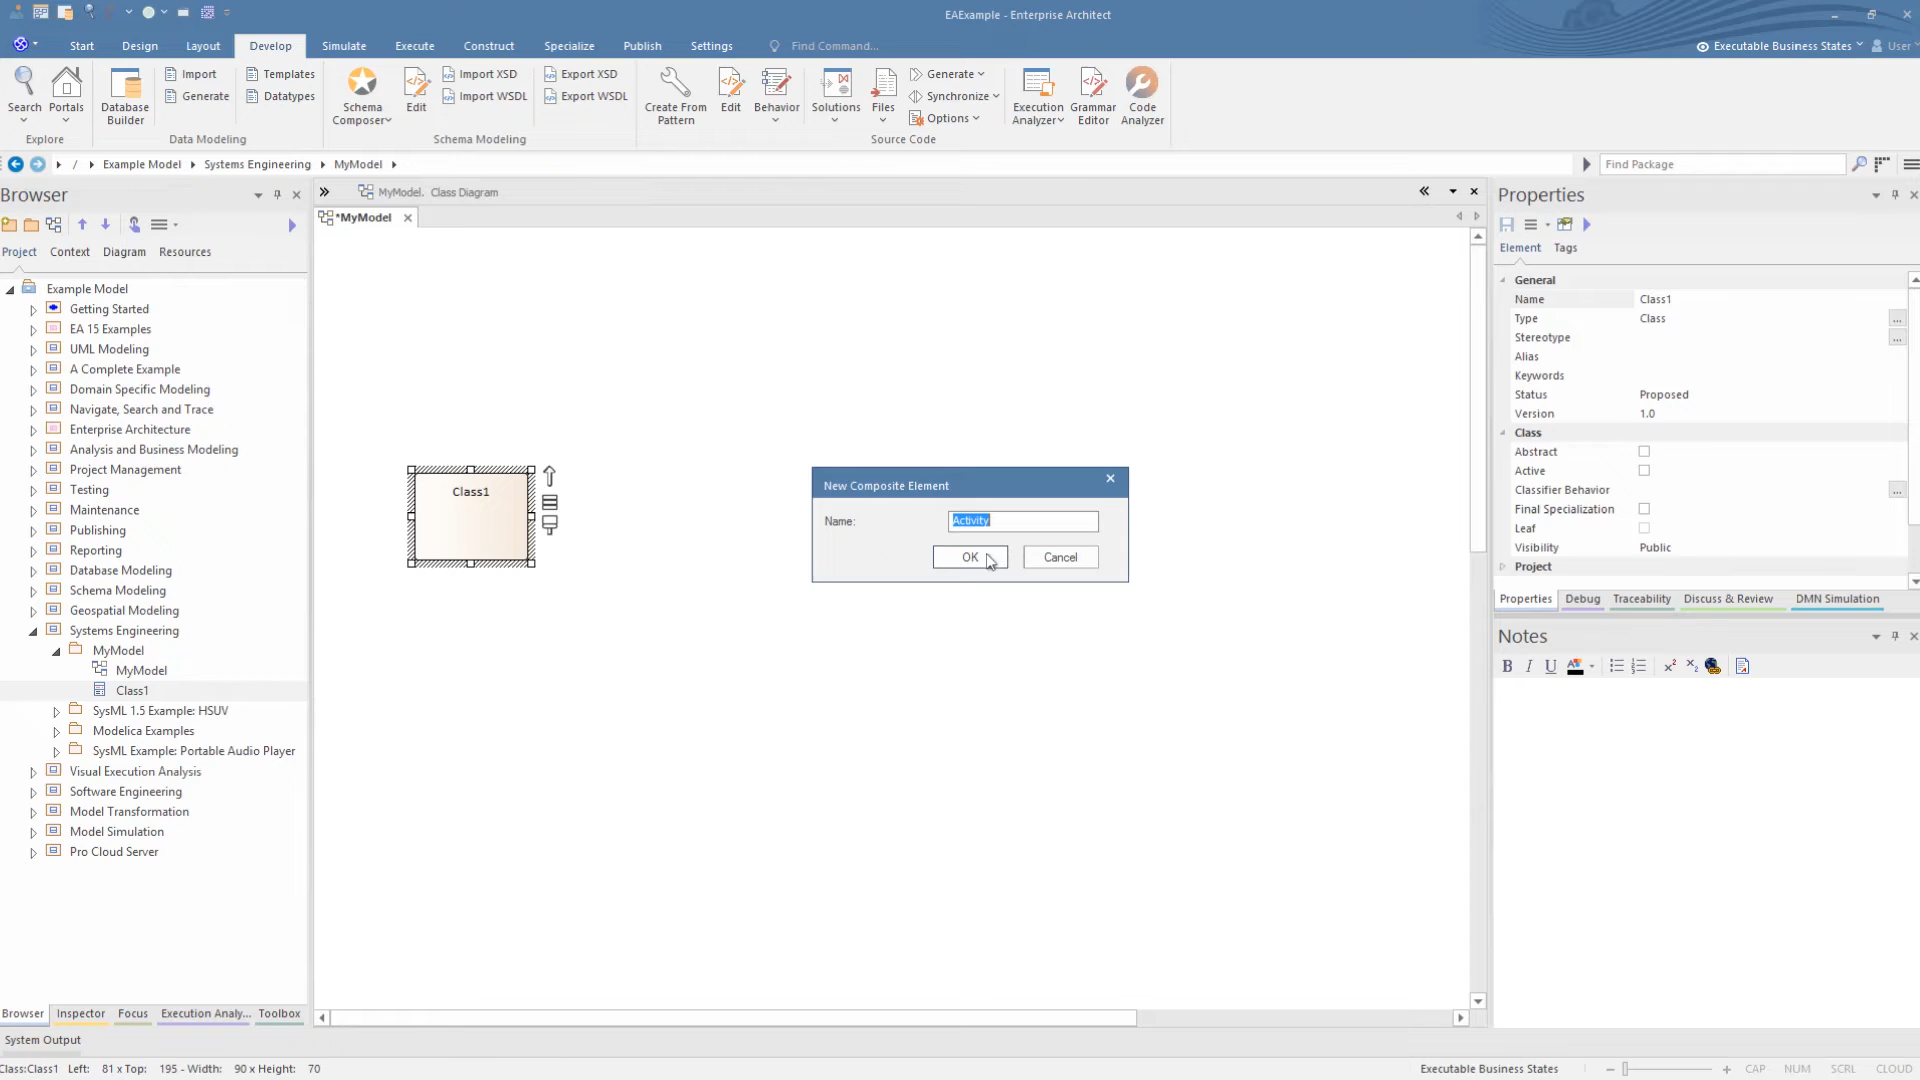 EAExample - Enterprise Architect
Start Design Layout Develop Simulate Execute Construct Specialize Publish Settings Find Command... Executable Business States User
Search Portals
Explore
Database Builder
Import
Generate
Templates
Datatypes
Data Modeling
Schema Composer
Edit
Import XSD
Import WSDL
Export XSD
Export WSDL
Schema Modeling
Create From Pattern
Edit
Behavior
Solutions
Files
Generate
Synchronize
Options
Source Code
Execution Analyzer
Grammar Editor
Code Analyzer
/ Example Model Systems Engineering MyModel
Find Package
Browser
Project Context Diagram Resources
Example Model
Getting Started
EA 15 Examples
UML Modeling
A Complete Example
Domain Specific Modeling
Navigate, Search and Trace
Enterprise Architecture
Analysis and Business Modeling
Project Management
Testing
Maintenance
Publishing
Reporting
Database Modeling
Schema Modeling
Geospatial Modeling
Systems Engineering
MyModel
MyModel
Class1
SysML 1.5 Example: HSUV
Modelica Examples
SysML Example: Portable Audio Player
Visual Execution Analysis
Software Engineering
Model Transformation
Model Simulation
Pro Cloud Server
Browser Inspector Focus Execution Analy... Toolbox
MyModel. Class Diagram
*MyModel
Class1
New Composite Element
Name: Activity
OK Cancel
Properties
Element Tags
General
Name Class1
Type Class
Stereotype
Alias
Keywords
Status Proposed
Version 1.0
Class
Abstract
Active
Classifier Behavior
Final Specialization
Leaf
Visibility Public
Project
Properties Debug Traceability Discuss & Review DMN Simulation
Notes
B I U
System Output
Class:Class1 Left: 81 x Top: 195 - Width: 90 x Height: 70
Executable Business States
CAP NUM SCRL CLOUD